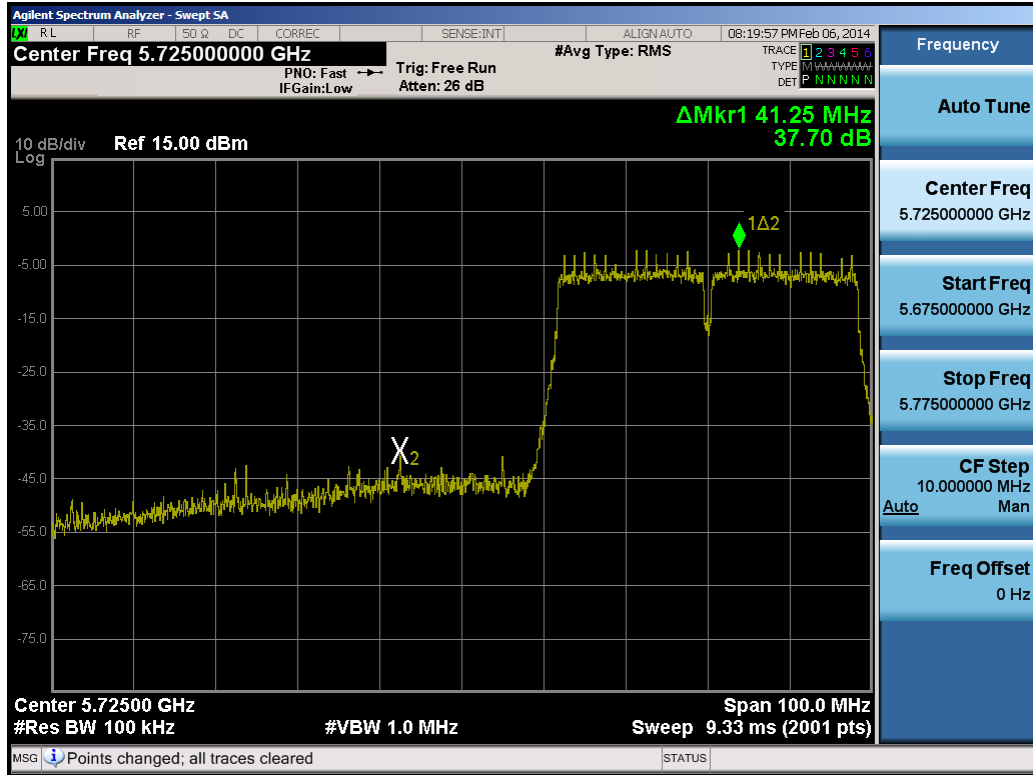 Agilent Spectrum Analyzer - Swept SA
LXI RL RF 50 Ω DC CORREC SENSE:INT ALIGN AUTO 08:19:57 PM Feb 06, 2014
Center Freq 5.725000000 GHz
PNO: Fast
IFGain:Low
Trig: Free Run
Atten: 26 dB
#Avg Type: RMS
TRACE 1 2 3 4 5 6
TYPE M WWWWW
DET P N N N N N
ΔMkr1 41.25 MHz
37.70 dB
10 dB/div Ref 15.00 dBm
Log
5.00
-5.00
-15.0
-25.0
-35.0
-45.0
-55.0
-65.0
-75.0
1Δ2
X2
Center 5.72500 GHz Span 100.0 MHz
#Res BW 100 kHz #VBW 1.0 MHz Sweep 9.33 ms (2001 pts)
MSG Points changed; all traces cleared STATUS
Frequency
Auto Tune
Center Freq
5.725000000 GHz
Start Freq
5.675000000 GHz
Stop Freq
5.775000000 GHz
CF Step
10.000000 MHz
Auto Man
Freq Offset
0 Hz